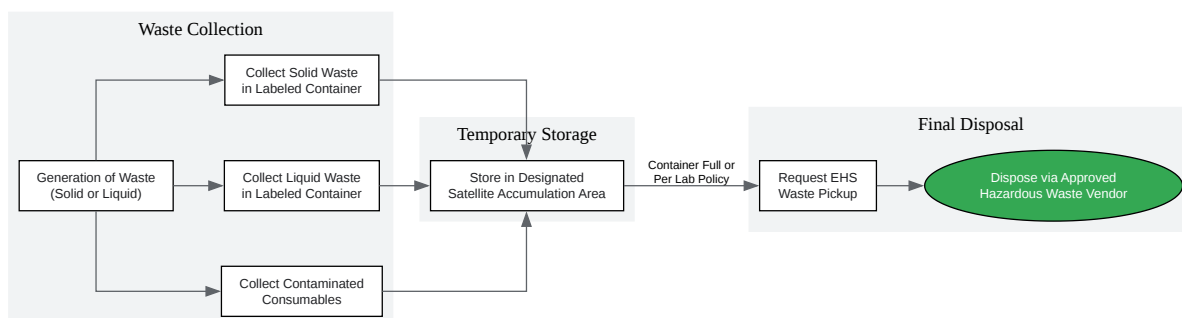 Waste Collection
Collect Solid Waste
in Labeled Container
Generation of Waste
(Solid or Liquid)
Collect Liquid Waste
in Labeled Container
Collect Contaminated
Consumables
Temporary Storage
Store in Designated
Satellite Accumulation Area
Container Full or
Per Lab Policy
Final Disposal
Request EHS
Waste Pickup
Dispose via Approved
Hazardous Waste Vendor